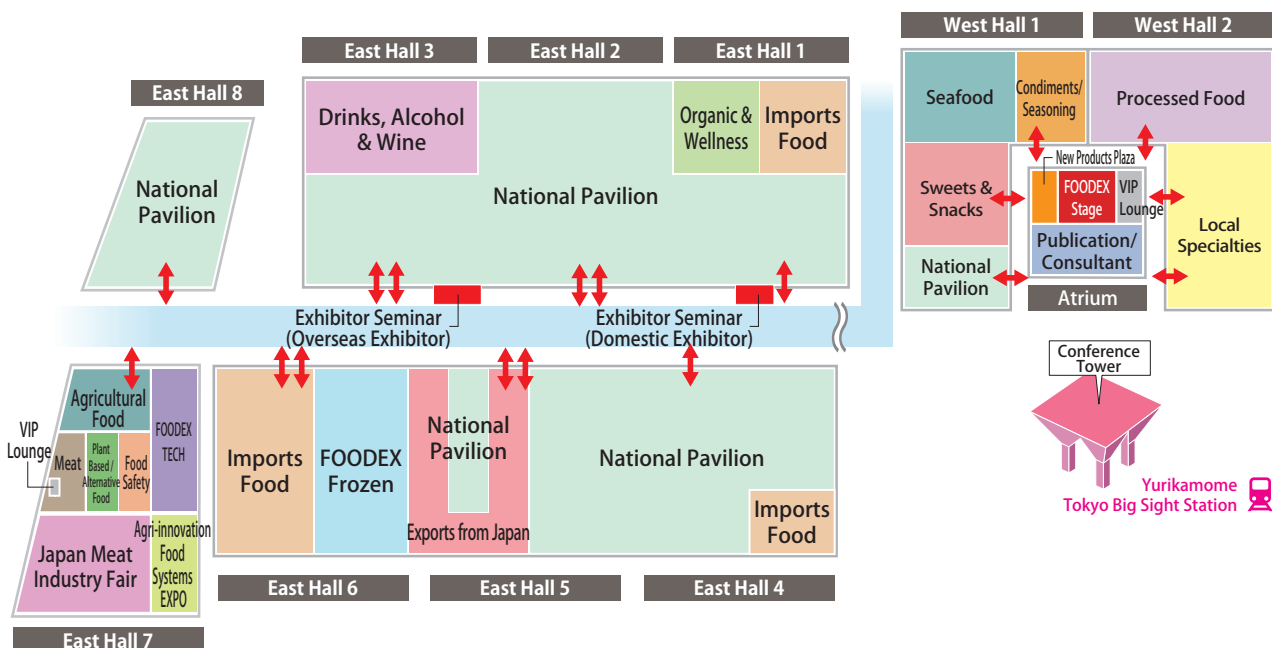 East Hall 8
National
Pavilion
East Hall 3
East Hall 2
East Hall 1
Drinks, Alcohol
& Wine
Organic &
Wellness
Imports
Food
National Pavilion
Exhibitor Seminar
(Overseas Exhibitor)
Exhibitor Seminar
(Domestic Exhibitor)
West Hall 1
West Hall 2
Seafood
Condiments/
Seasoning
Processed Food
New Products Plaza
Sweets &
Snacks
FOODEX
Stage
VIP
Lounge
Local
Specialties
Publication/
Consultant
National
Pavilion
Atrium
Conference
Tower
Yurikamome
Tokyo Big Sight Station
Agricultural
Food
FOODEX
TECH
VIP
Lounge
Meat
Plant
Based /
Alternative
Food
Food
Safety
Japan Meat
Industry Fair
Agri-innovation
Food
Systems
EXPO
East Hall 7
Imports
Food
FOODEX
Frozen
National
Pavilion
Exports from Japan
National Pavilion
Imports
Food
East Hall 6
East Hall 5
East Hall 4